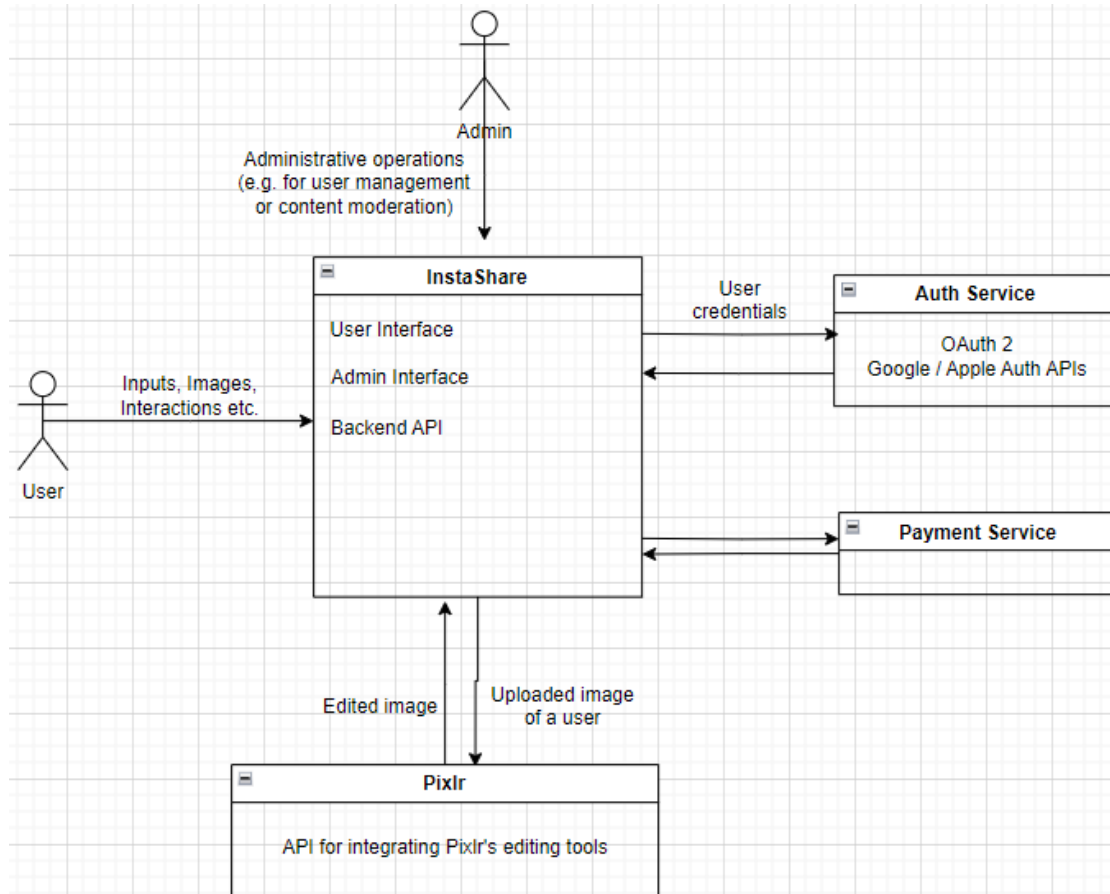 Admin
Administrative operations
(e.g. for user management
or content moderation)
InstaShare
User Interface
Admin Interface
Backend API
User
credentials
Auth Service
OAuth 2
Google / Apple Auth APIs
Inputs, Images,
Interactions etc.
User
Payment Service
Edited image
Uploaded image
of a user
Pixlr
API for integrating Pixlr's editing tools